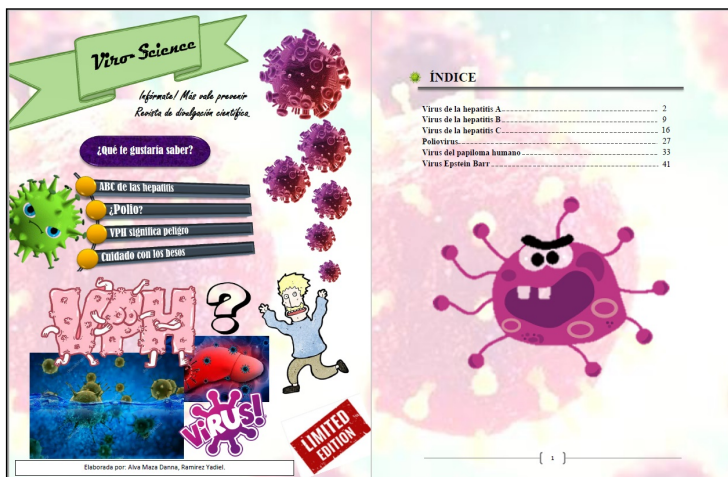 Viro-Science
Infórmate! Más vale prevenir
Revista de divulgación científica
¿Qué te gustaria saber?
ABC de las hepatitis
¿Polio?
VPH significa peligro
Cuidado con los besos
VPH ?
ViRUS!
LIMITED
EDITION
Elaborada por: Alva Maza Danna, Ramirez Yadiel.
ÍNDICE
Virus de la hepatitis A 2
Virus de la hepatitis B 9
Virus de la hepatitis C 16
Poliovirus 27
Virus del papiloma humano 33
Virus Epstein Barr 41
1